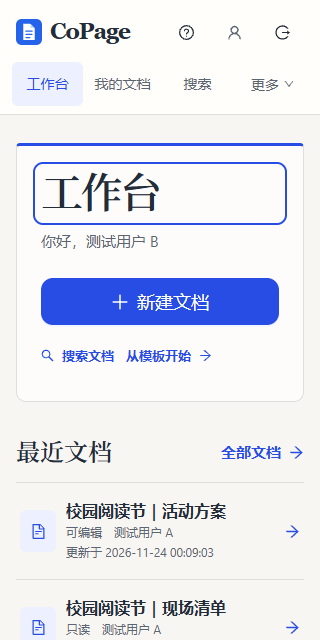 CoPage
工作台 我的文档 搜索 更多
工作台
你好，测试用户 B
新建文档
搜索文档 从模板开始
最近文档 全部文档
校园阅读节 | 活动方案
可编辑 测试用户 A
更新于 2026-11-24 00:09:03
校园阅读节 | 现场清单
只读 测试用户 A